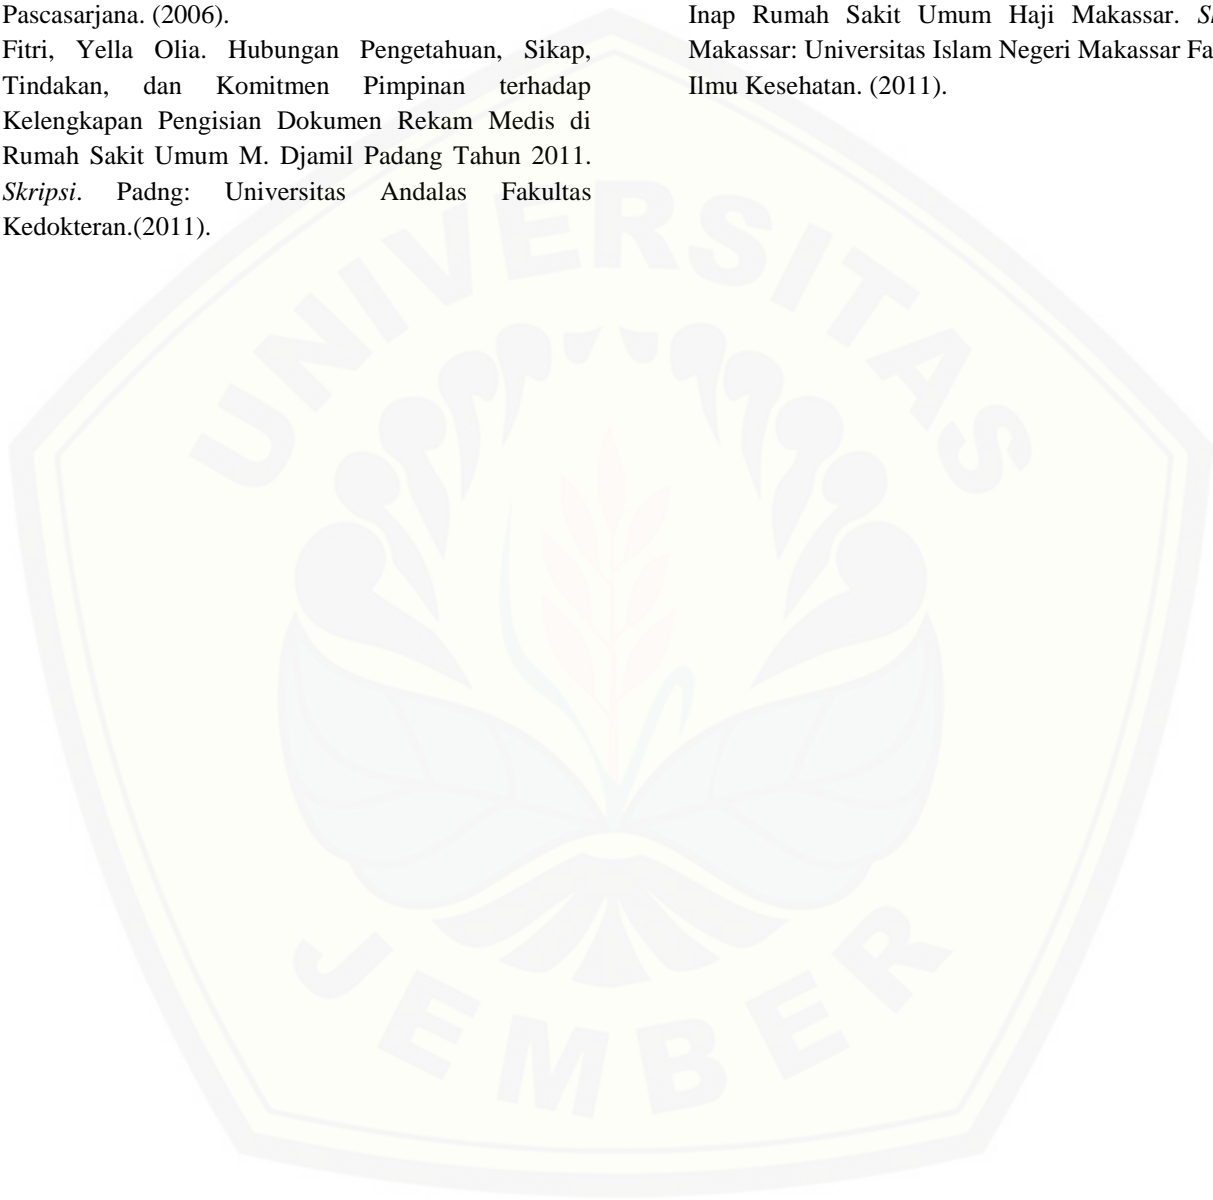 Pascasarjana. (2006).
Fitri, Yella Olia. Hubungan Pengetahuan, Sikap,
Tindakan, dan Komitmen Pimpinan terhadap
Kelengkapan Pengisian Dokumen Rekam Medis di
Rumah Sakit Umum M. Djamil Padang Tahun 2011.
Skripsi. Padng: Universitas Andalas Fakultas
Kedokteran.(2011).
Inap Rumah Sakit Umum Haji Makassar.
Makassar: Universitas Islam Negeri Makassar
Ilmu Kesehatan. (2011).
UNIVERSITAS
JEMBER